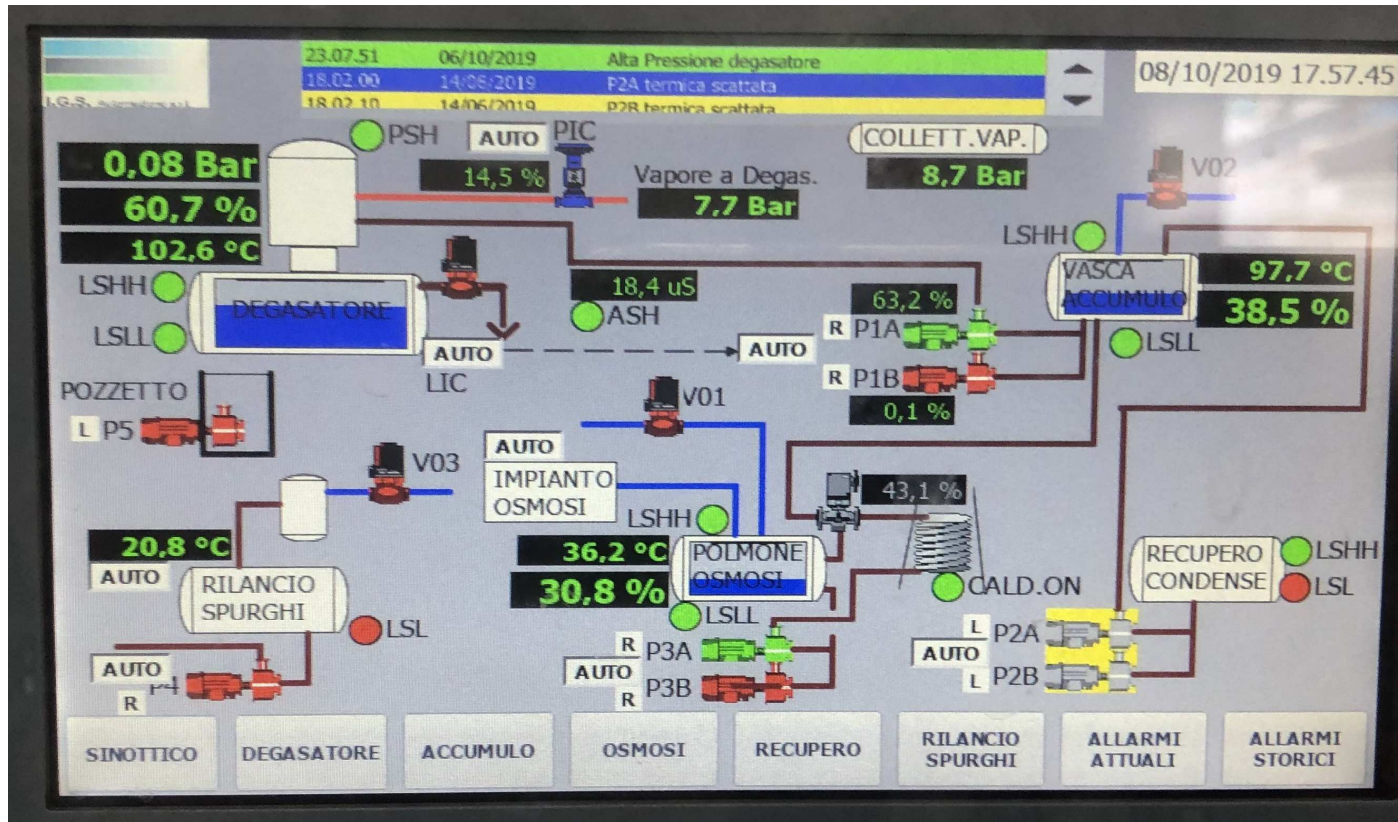 23.07.51 06/10/2019 Alta Pressione degasatore
18.02.00 14/06/2019 P2A termica scattata
18.02.10 14/06/2019 P2B termica scattata
08/10/2019 17.57.45
I.G.S.
PSH
AUTO
PIC
COLLETT.VAP.
0,08 Bar
14,5 %
Vapore a Degas.
8,7 Bar
V02
60,7 %
7,7 Bar
102,6 °C
LSHH
LSHH
VASCA
ACCUMULO
97,7 °C
38,5 %
DEGASATORE
18,4 uS
ASH
63,2 %
R P1A
LSLL
AUTO
LIC
AUTO
LSLL
R P1B
0,1 %
POZZETTO
L P5
V01
V03
AUTO
IMPIANTO
OSMOSI
43,1 %
LSHH
20,8 °C
AUTO
RILANCIO
SPURGHI
LSL
36,2 °C
30,8 %
POLMONE
OSMOSI
LSLL
CALD.ON
RECUPERO
CONDENSE
LSHH
LSL
AUTO
P4
R
R P3A
AUTO
R P3B
L P2A
AUTO
L P2B
SINOTTICO
DEGASATORE
ACCUMULO
OSMOSI
RECUPERO
RILANCIO
SPURGHI
ALLARMI
ATTUALI
ALLARMI
STORICI